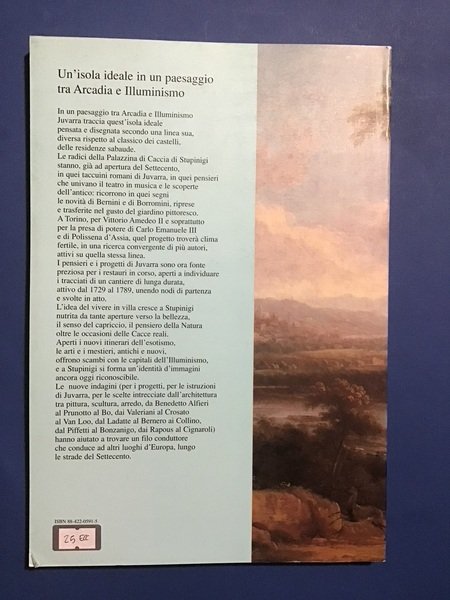 Un'isola ideale in un paesaggio
tra Arcadia e Illuminismo
In un paesaggio tra Arcadia e Illuminismo
Juvarra traccia quest'isola ideale
pensata e disegnata secondo una linea sua,
diversa rispetto al classico dei castelli,
delle residenze sabaude.
Le radici della Palazzina di Caccia di Stupinigi
stanno, già ad apertura del Settecento,
in quei taccuini romani di Juvarra, in quei pensieri
che univano il teatro in musica e le scoperte
dell'antico: ricorrono in quei segni
le novità di Bernini e di Borromini, riprese
e trasferite nel gusto del giardino pittoresco.
A Torino, per Vittorio Amedeo II e soprattutto
per la presa di potere di Carlo Emanuele III
e di Polissena d'Assia, quel progetto troverà clima
fertile, in una ricerca convergente di più autori,
attivi su quella stessa linea.
I pensieri e i progetti di Juvarra sono ora fonte
preziosa per i restauri in corso, aperti a individuare
i tracciati di un cantiere di lunga durata,
attivo dal 1729 al 1789, unendo nodi di partenza
e svolte in atto.
L'idea del vivere in villa cresce a Stupinigi
nutrita da tante aperture verso la bellezza,
il senso del capriccio, il pensiero della Natura
oltre le occasioni delle Cacce reali.
Aperti i nuovi itinerari dell'esotismo,
le arti e i mestieri, antichi e nuovi,
offrono scambi con le capitali dell'Illuminismo,
e a Stupinigi si forma un'identità d'immagini
ancora oggi riconoscibile.
Le nuove indagini (per i progetti, per le istruzioni
di Juvarra, per le scelte intrecciate dall'architettura
tra pittura, scultura, arredo, da Benedetto Alfieri
al Prunotto al Bo, dai Valeriani al Crosato
al Van Loo, dal Ladatte al Bernero ai Collino,
dal Piffetti al Bonzanigo, dai Rapous al Cignaroli)
hanno aiutato a trovare un filo conduttore
che conduce ad altri luoghi d'Europa, lungo
le strade del Settecento.
ISBN 88-422-0591-5